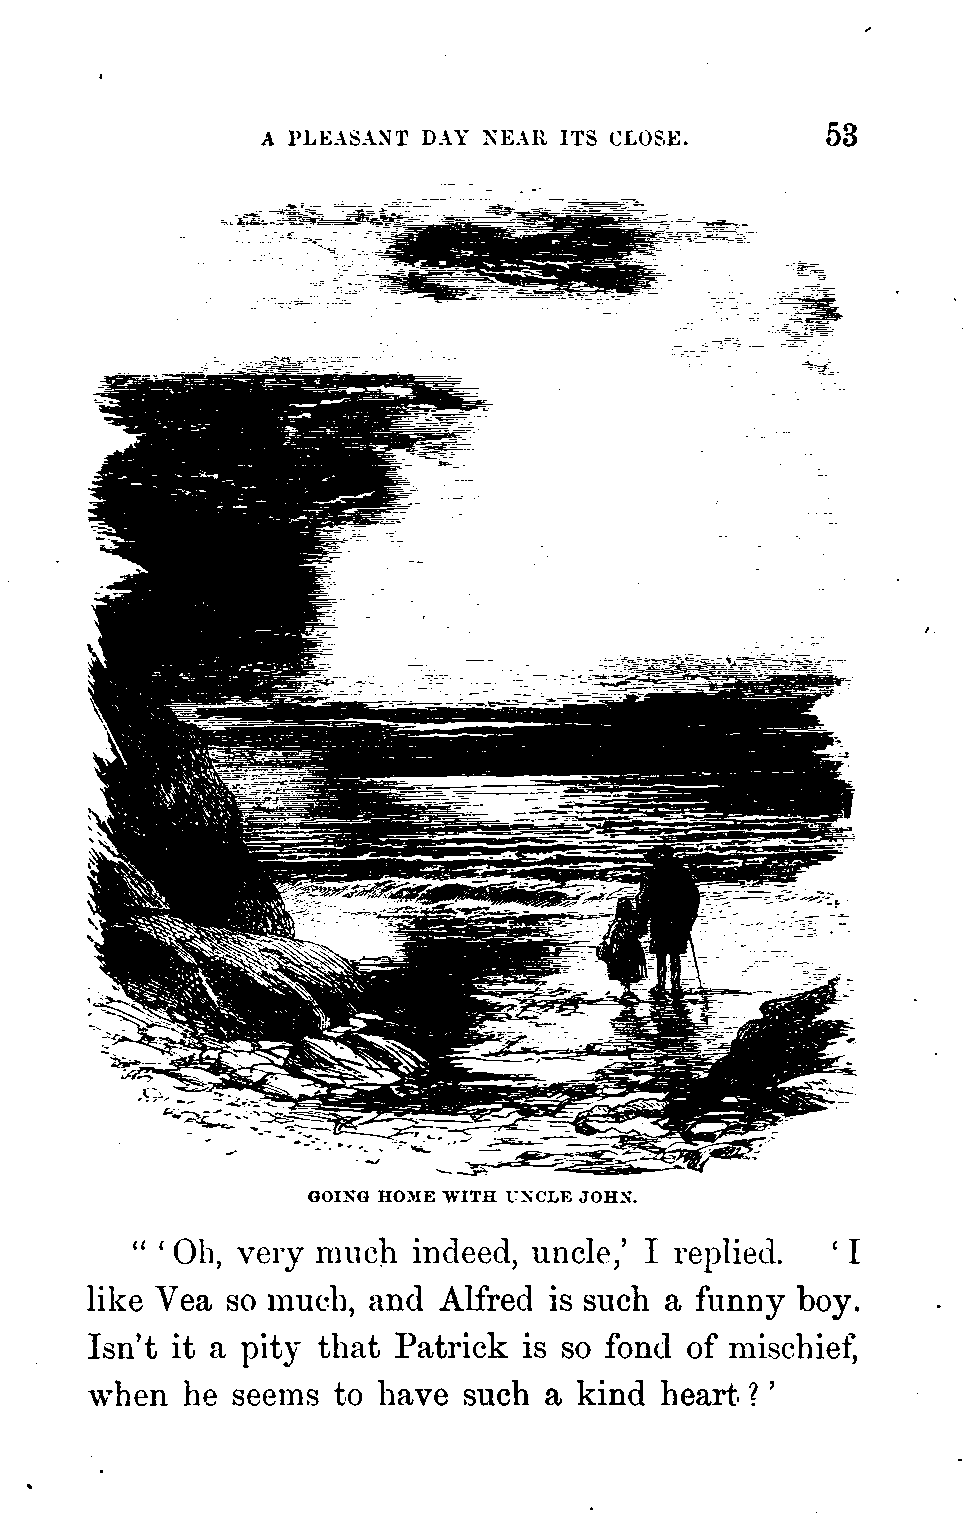 A PLEASANT DAY NEAR ITS CLOSE. 53
GOING HOME WITH UNCLE JOHN.
“ ‘ Oh, very much indeed, uncle,’ I replied. ‘ I
like Vea so much, and Alfred is such a funny boy.
Isn’t it a pity that Patrick is so fond of mischief,
when he seems to have such a kind heart ? ’